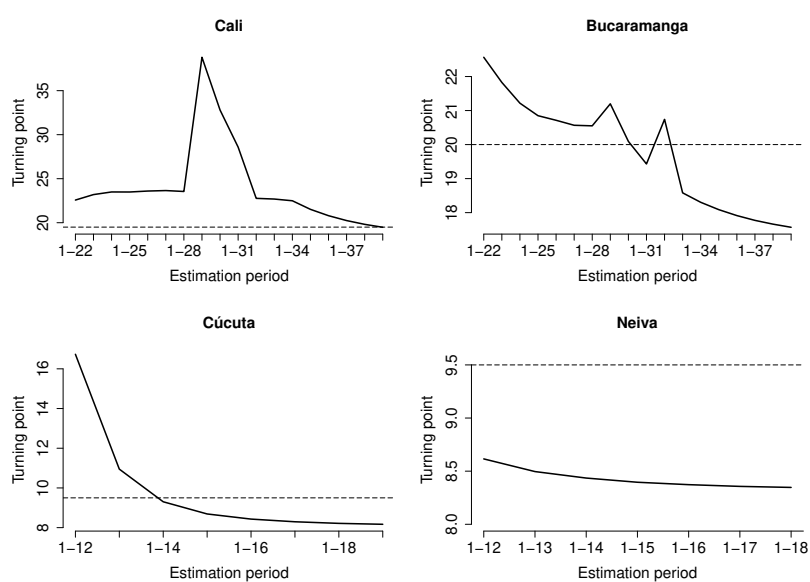 Cali
Turning point
35
30
25
20
1−22 1−25 1−28 1−31 1−34 1−37
Estimation period
Bucaramanga
Turning point
22
21
20
19
18
1−22 1−25 1−28 1−31 1−34 1−37
Estimation period
Cúcuta
Turning point
16
14
12
10
8
1−12 1−14 1−16 1−18
Estimation period
Neiva
Turning point
9.5
9.0
8.5
8.0
1−12 1−13 1−14 1−15 1−16 1−17 1−18
Estimation period